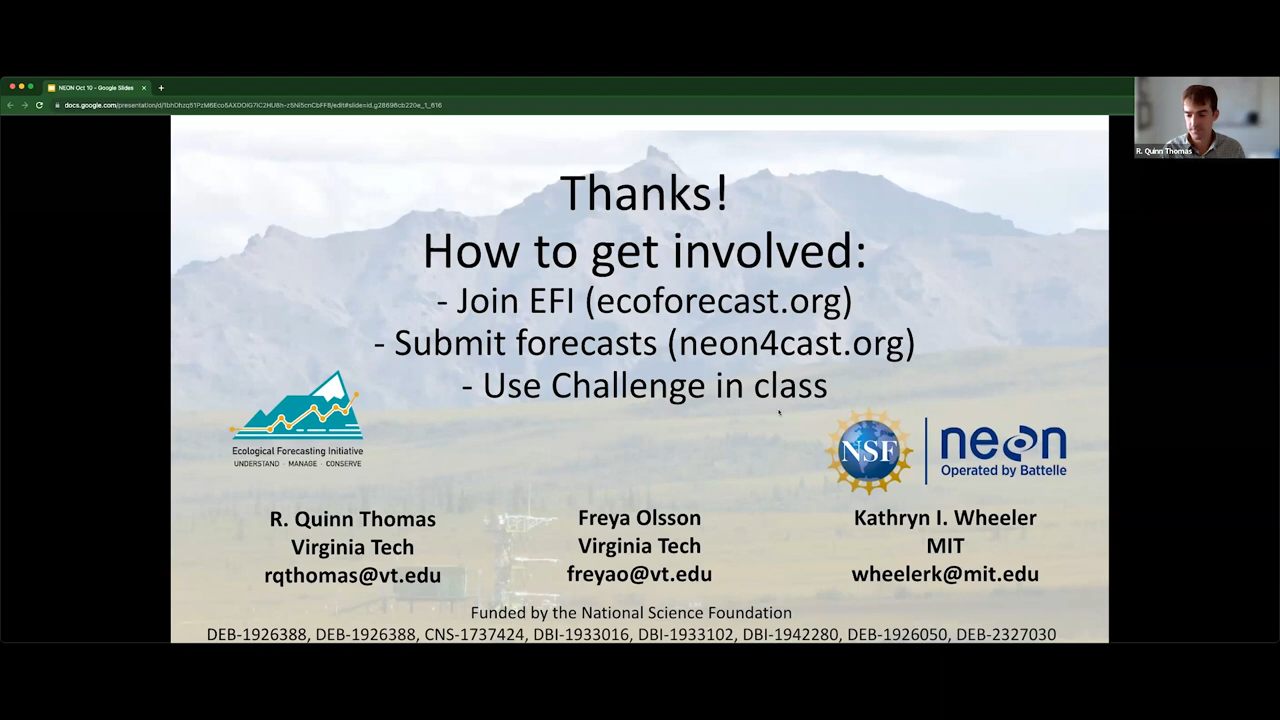 NEON Oct 10 - Google Slides
R. Quinn Thomas
Thanks!
How to get involved:
- Join EFI (ecoforecast.org)
- Submit forecasts (neon4cast.org)
- Use Challenge in class
Ecological Forecasting Initiative
UNDERSTAND · MANAGE · CONSERVE
NSF
neon
Operated by Battelle
R. Quinn Thomas
Virginia Tech
rqthomas@vt.edu
Freya Olsson
Virginia Tech
freyao@vt.edu
Kathryn I. Wheeler
MIT
wheelerk@mit.edu
Funded by the National Science Foundation
DEB-1926388, DEB-1926388, CNS-1737424, DBI-1933016, DBI-1933102, DBI-1942280, DEB-1926050, DEB-2327030